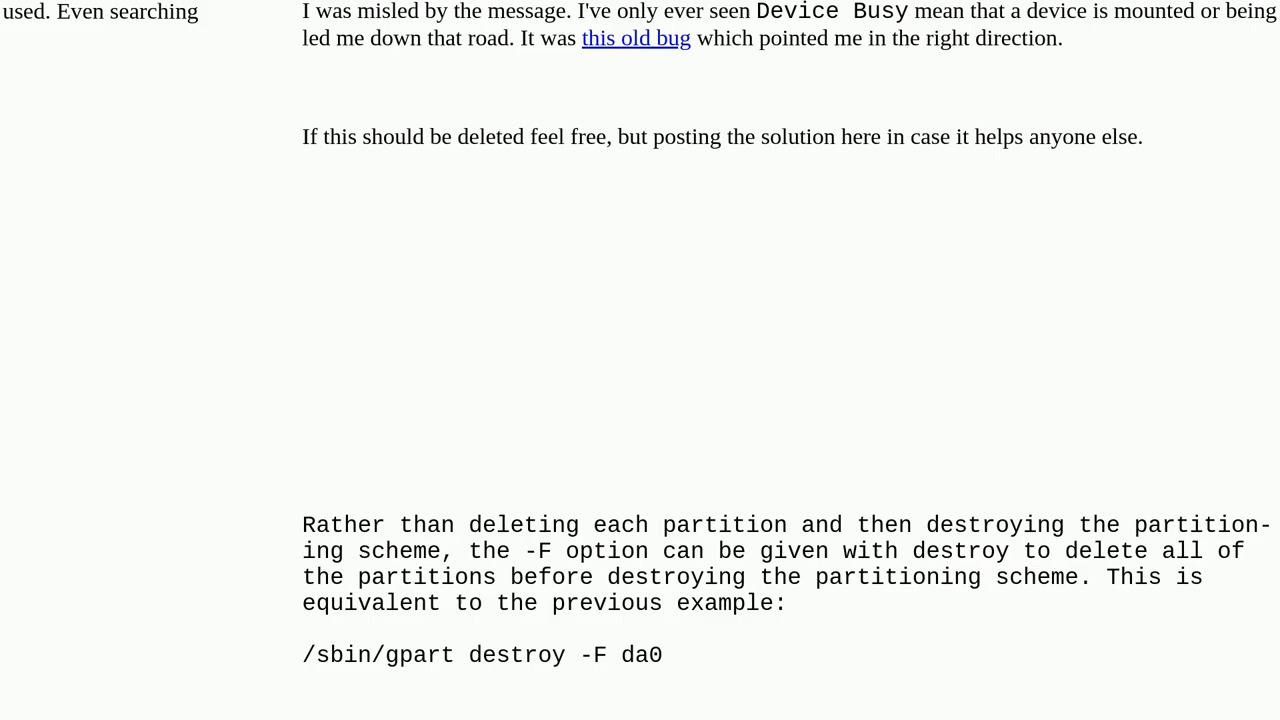 I was misled by the message. I've only ever seen Device Busy mean that a device is mounted or being
used. Even searching
led me down that road. It was this old bug which pointed me in the right direction.
If this should be deleted feel free, but posting the solution here in case it helps anyone else.
Rather than deleting each partition and then destroying the partition-
ing scheme, the -F option can be given with destroy to delete all of
the partitions before destroying the partitioning scheme. This is
equivalent to the previous example:
/sbin/gpart destroy -F da0